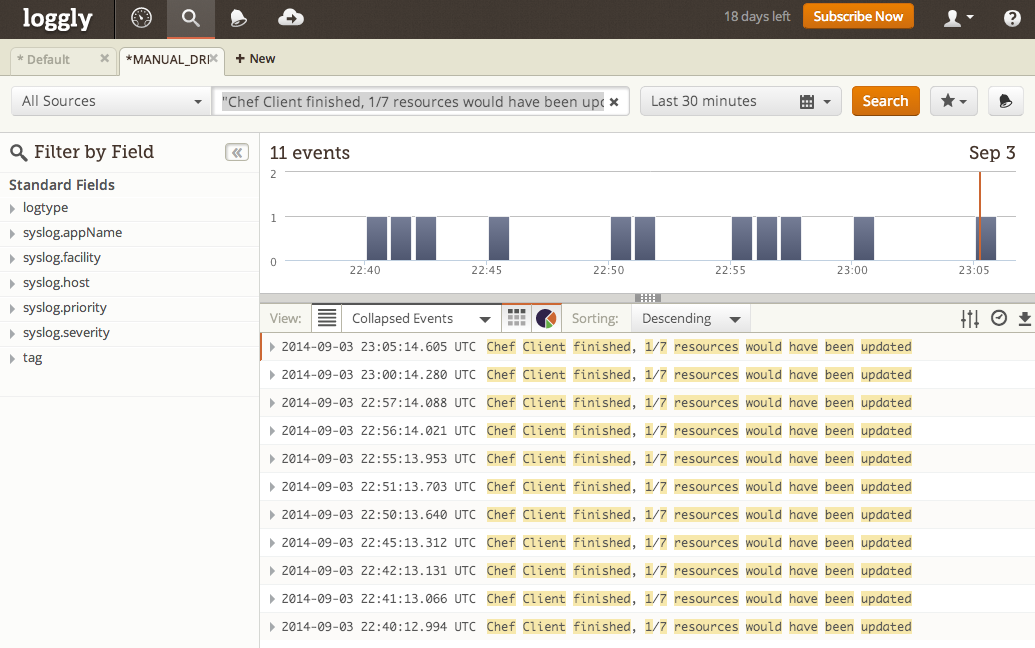 loggly
18 days left
Subscribe Now
* Default
*MANUAL_DRI
+ New
All Sources
"Chef Client finished, 1/7 resources would have been upd
Last 30 minutes
Search
Filter by Field
Standard Fields
logtype
syslog.appName
syslog.facility
syslog.host
syslog.priority
syslog.severity
tag
11 events
Sep 3
2
1
0
22:40 22:45 22:50 22:55 23:00 23:05
View: Collapsed Events Sorting: Descending
2014-09-03 23:05:14.605 UTC Chef Client finished, 1/7 resources would have been updated
2014-09-03 23:00:14.280 UTC Chef Client finished, 1/7 resources would have been updated
2014-09-03 22:57:14.088 UTC Chef Client finished, 1/7 resources would have been updated
2014-09-03 22:56:14.021 UTC Chef Client finished, 1/7 resources would have been updated
2014-09-03 22:55:13.953 UTC Chef Client finished, 1/7 resources would have been updated
2014-09-03 22:51:13.703 UTC Chef Client finished, 1/7 resources would have been updated
2014-09-03 22:50:13.640 UTC Chef Client finished, 1/7 resources would have been updated
2014-09-03 22:45:13.312 UTC Chef Client finished, 1/7 resources would have been updated
2014-09-03 22:42:13.131 UTC Chef Client finished, 1/7 resources would have been updated
2014-09-03 22:41:13.066 UTC Chef Client finished, 1/7 resources would have been updated
2014-09-03 22:40:12.994 UTC Chef Client finished, 1/7 resources would have been updated